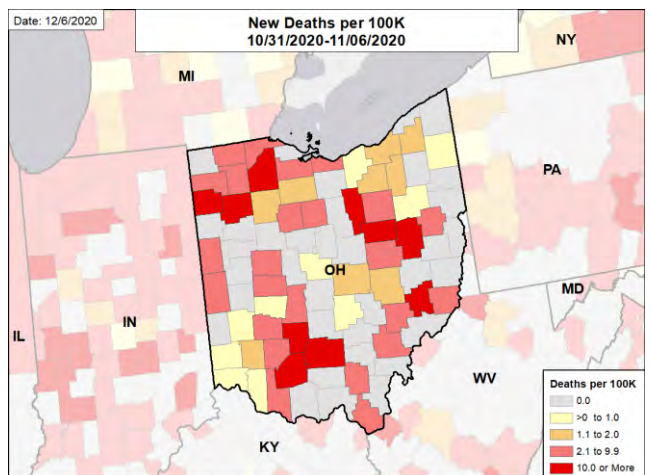 Date: 12/6/2020
New Deaths per 100K
10/31/2020-11/06/2020
NY
MI
PA
OH
MD
IL
IN
WV
KY
Deaths per 100K
0.0
>0 to 1.0
1.1 to 2.0
2.1 to 9.9
10.0 or More